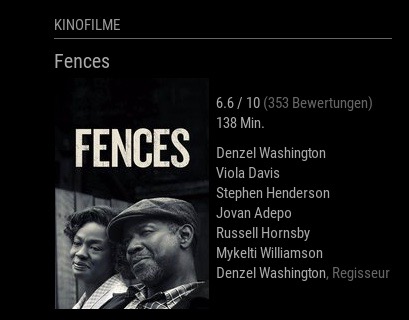 KINOFILME
Fences
FENCES
6.6 / 10 (353 Bewertungen)
138 Min.
Denzel Washington
Viola Davis
Stephen Henderson
Jovan Adepo
Russell Hornsby
Mykelti Williamson
Denzel Washington, Regisseur